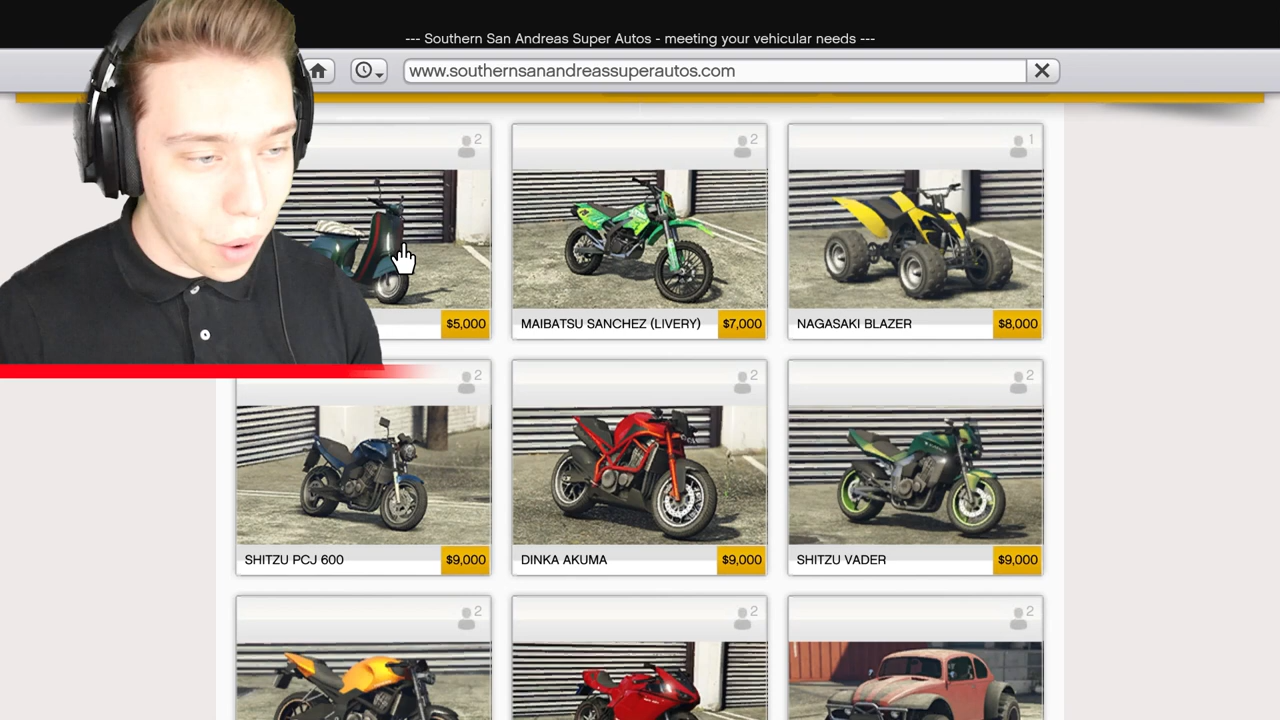 --- Southern San Andreas Super Autos - meeting your vehicular needs ---
www.southernsanandreassuperautos.com
2
2
1
$5,000
MAIBATSU SANCHEZ (LIVERY) $7,000
NAGASAKI BLAZER $8,000
2
2
2
SHITZU PCJ 600 $9,000
DINKA AKUMA $9,000
SHITZU VADER $9,000
2
2
2